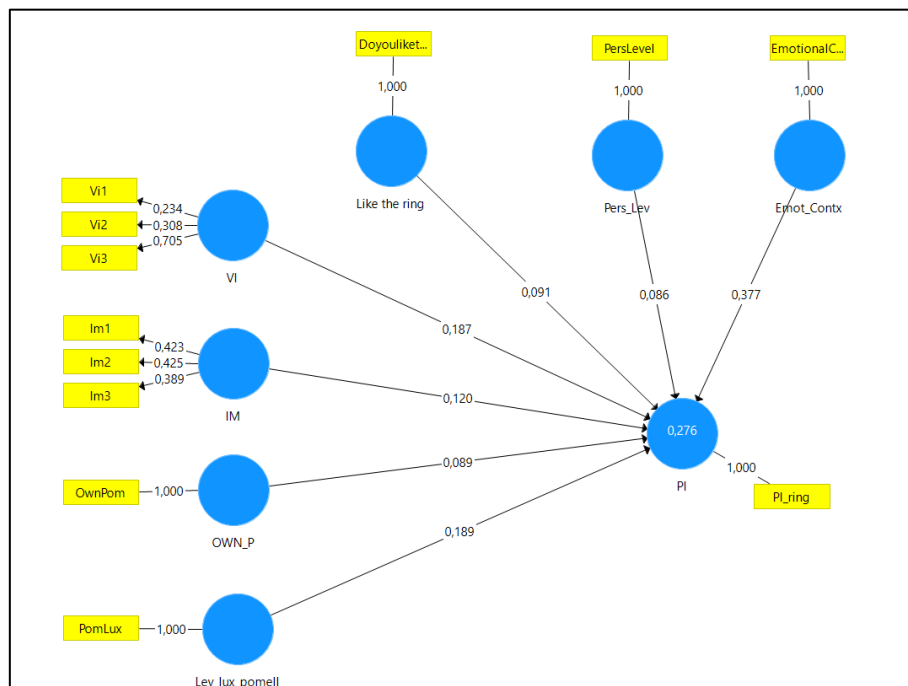 Doyouliket...
PersLevel
EmotionalC...
1,000
1,000
1,000
Like the ring
Pers_Lev
Emot_Contx
Vi1
Vi2
Vi3
0,234
0,308
0,705
VI
0,091
0,086
0,377
0,187
Im1
Im2
Im3
0,423
0,425
0,389
IM
0,120
0,276
PI
1,000
PI_ring
0,089
OwnPom
1,000
OWN_P
0,189
PomLux
1,000
Lev_lux_pomell